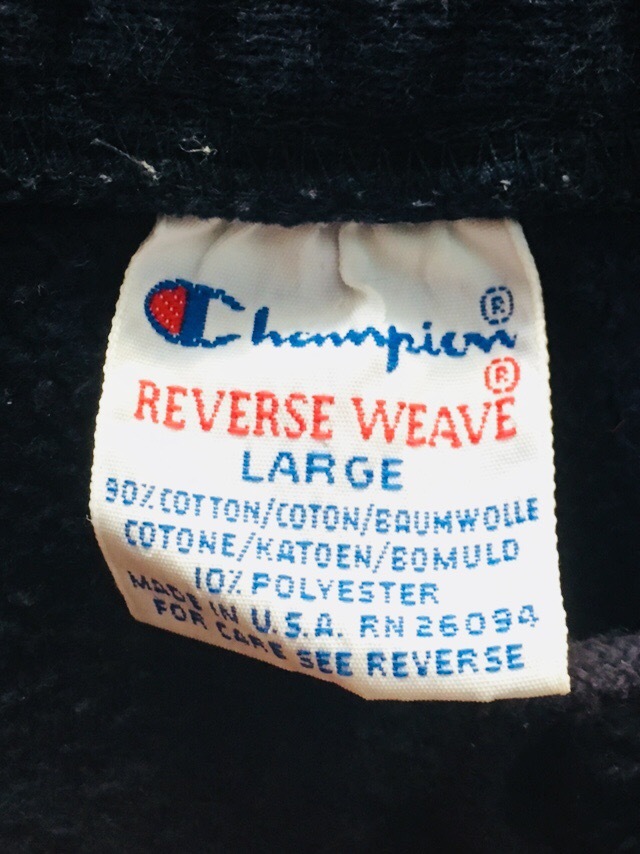 Champion®
REVERSE WEAVE®
LARGE
90% COTTON/COTON/BAUMWOLLE
COTONE/KATOEN/BOMULD
10% POLYESTER
MADE IN U.S.A. RN 26094
FOR CARE SEE REVERSE